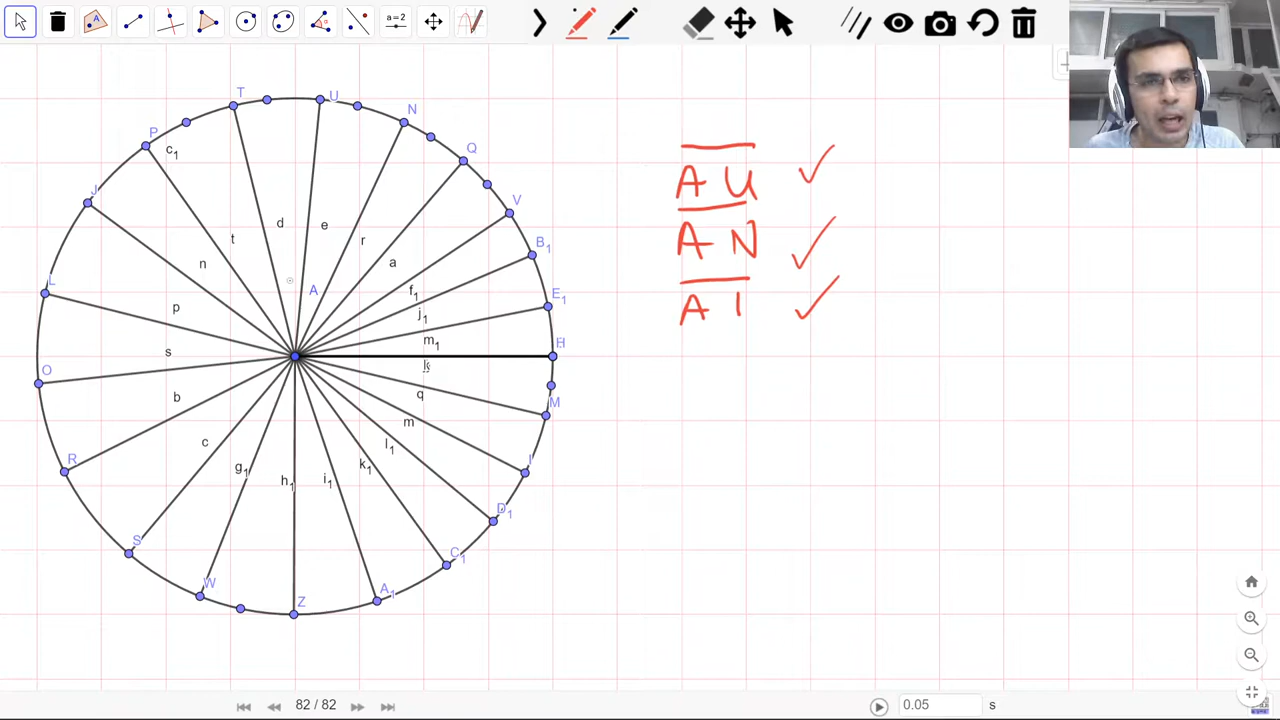 A
a=2
T
U
N
P
c1
Q
J
V
d
e
B1
t
r
n
a
L
A
E1
f1
p
j1
s
m1
H
O
q
M
b
m
c
l1
R
g1
k1
I
h1
i1
D1
S
C1
W
A1
Z
AU ✓
AN ✓
AI ✓
82 / 82
0.05 s